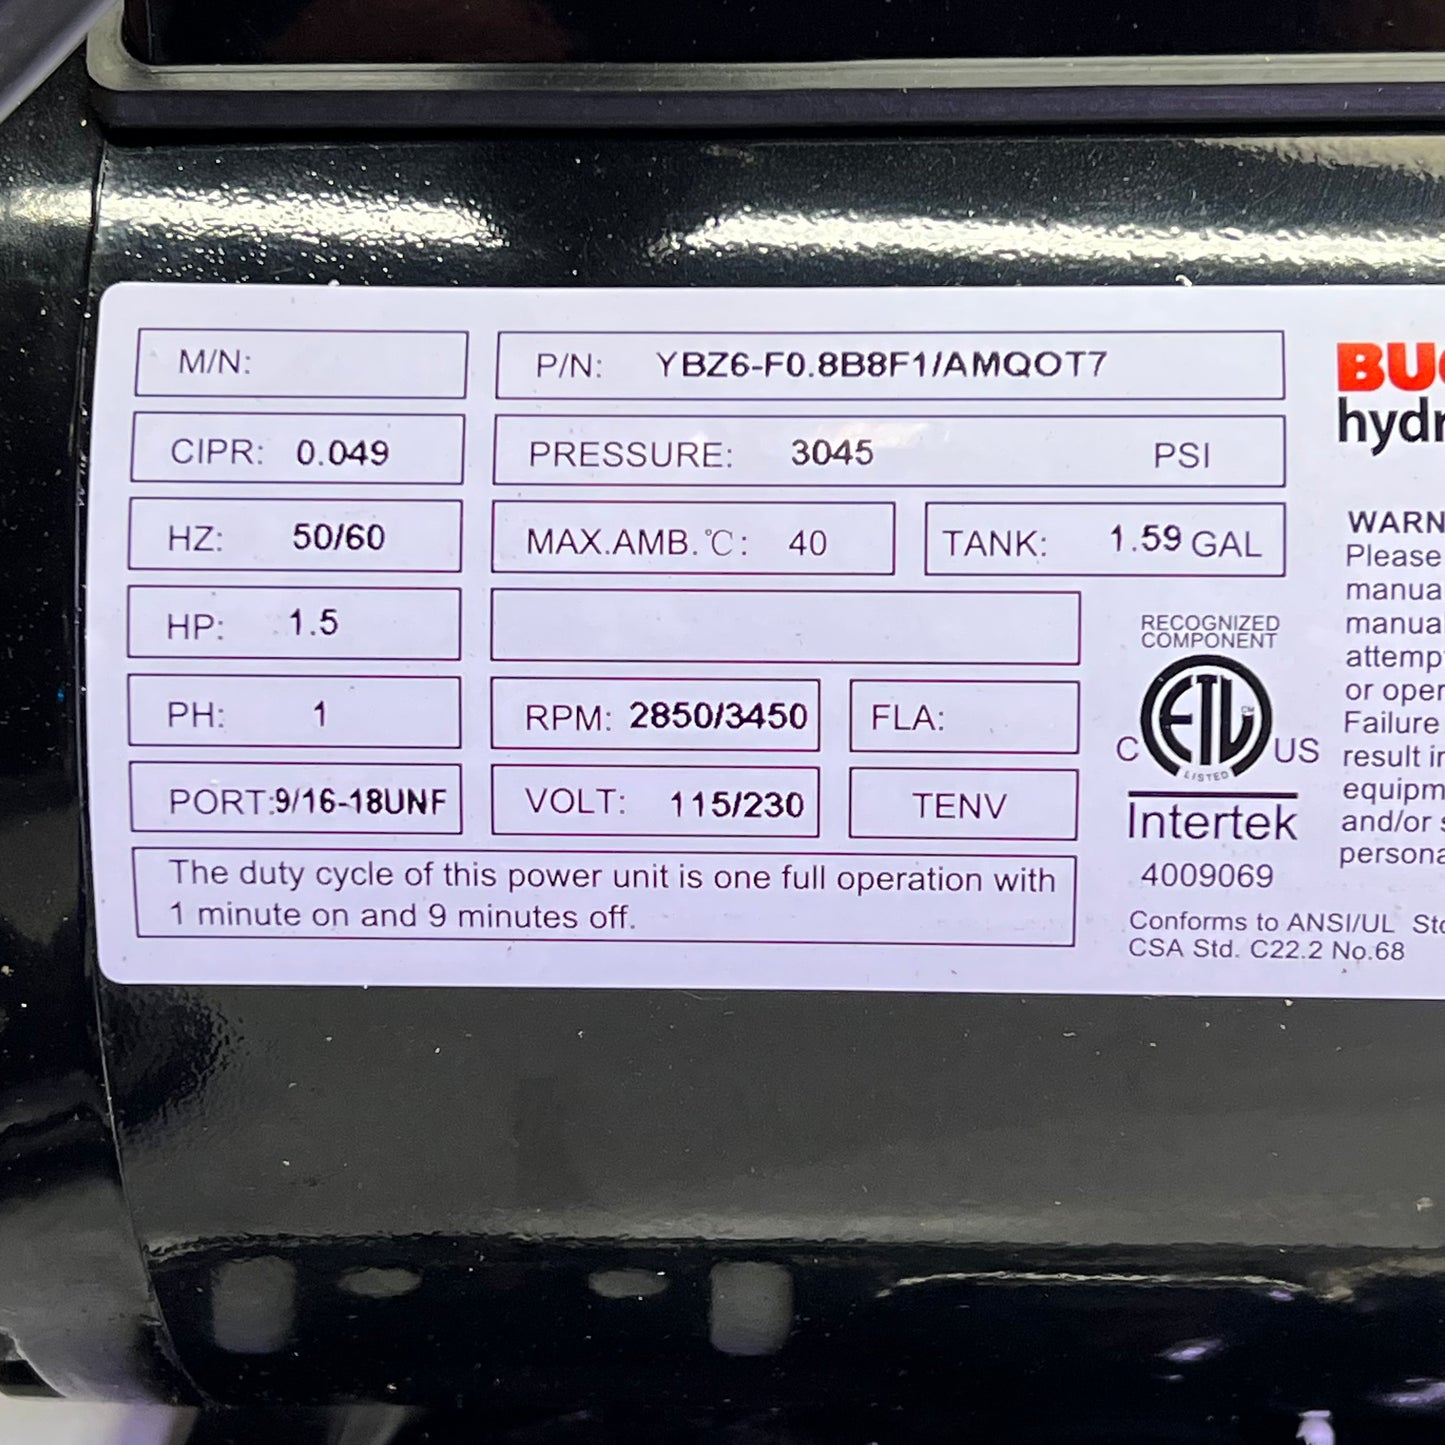 M/N:
P/N: YBZ6-F0.8B8F1/AMQOT7
CIPR: 0.049
PRESSURE: 3045 PSI
HZ: 50/60
MAX.AMB.℃: 40
TANK: 1.59 GAL
HP: 1.5
PH: 1
RPM: 2850/3450
FLA:
PORT:9/16-18UNF
VOLT: 115/230
TENV
The duty cycle of this power unit is one full operation with
1 minute on and 9 minutes off.
RECOGNIZED
COMPONENT
ETL CM
C US
LISTED
Intertek
4009069
Conforms to ANSI/UL
CSA Std. C22.2 No.68
hydr
WARN
Please
manua
manua
attemp
or oper
Failure
result in
equipm
and/or
persona